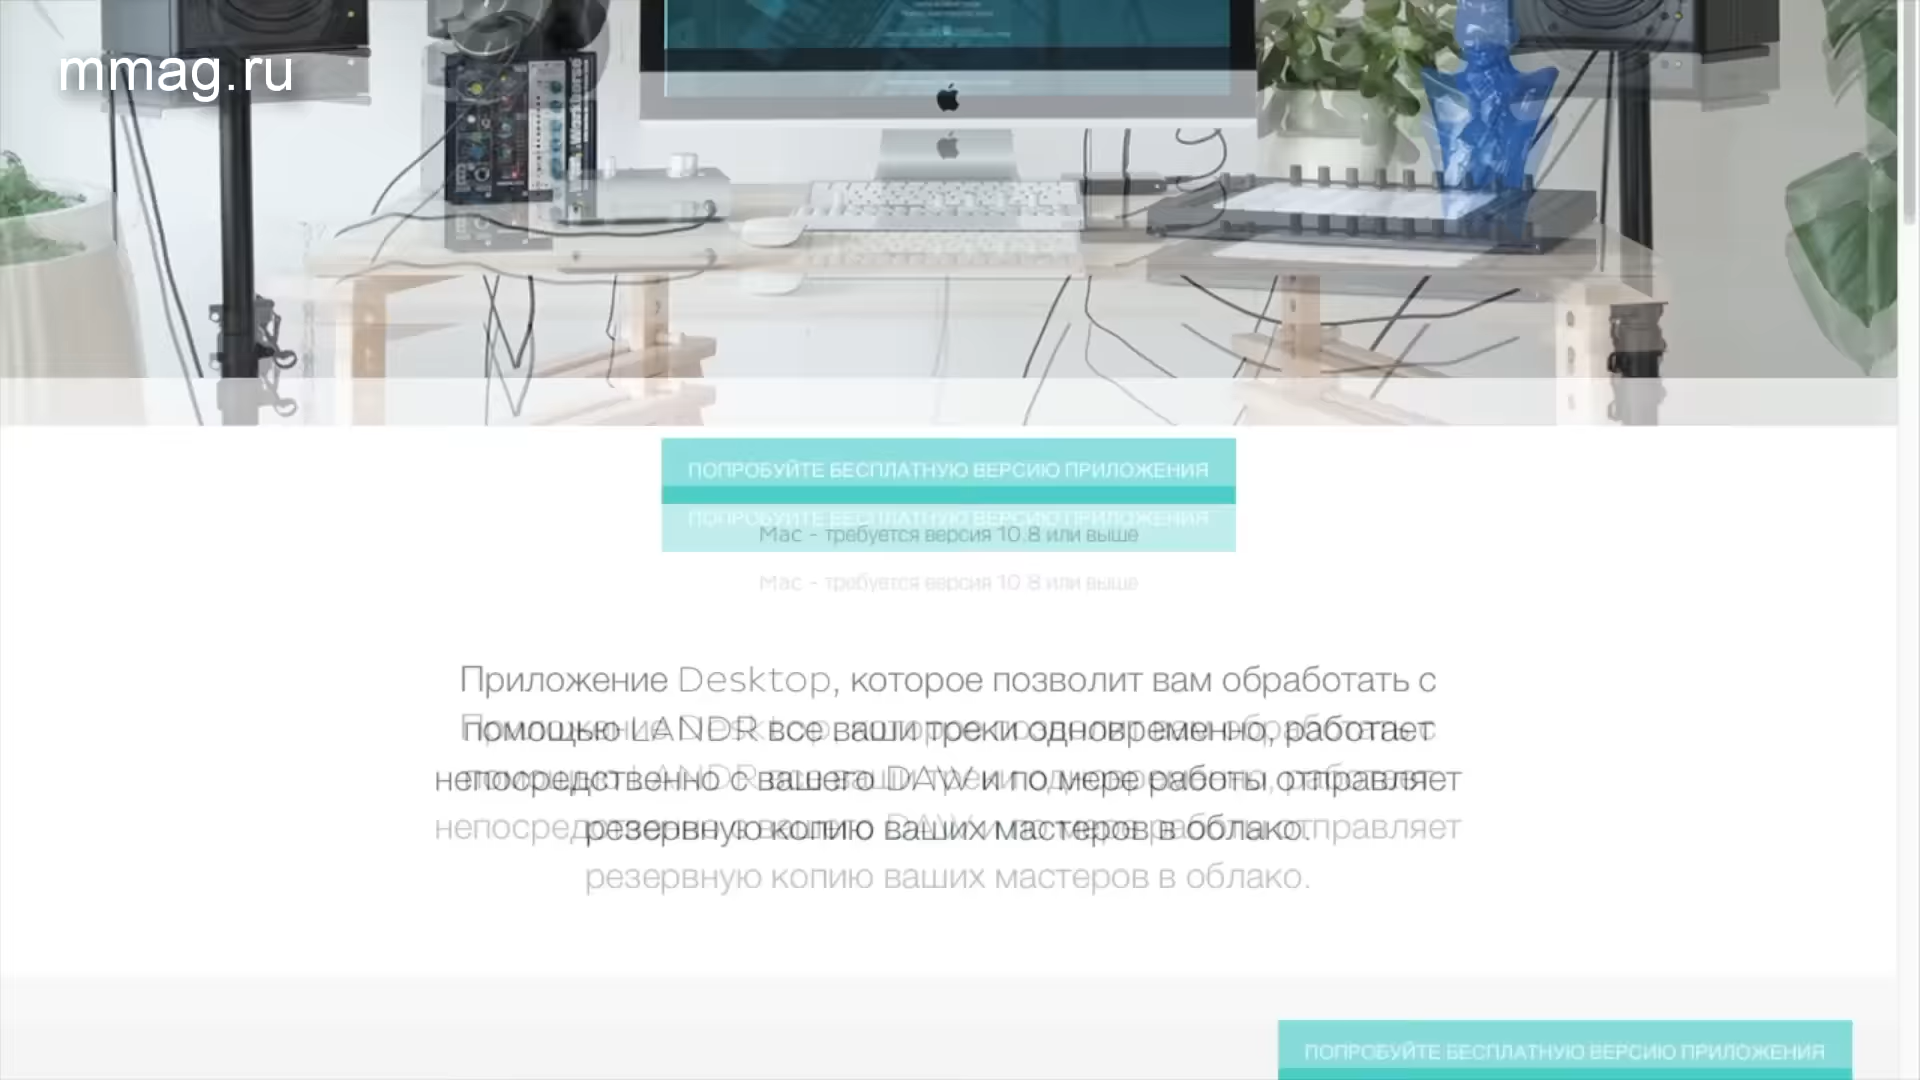 mmag.ru
ПОПРОБУЙТЕ БЕСПЛАТНУЮ ВЕРСИЮ ПРИЛОЖЕНИЯ
Mac - требуется версия 10.8 или выше
Приложение Desktop, которое позволит вам обработать с
помощью LANDR все ваши треки одновременно, работает
непосредственно с вашего DAW и по мере работы отправляет
резервную копию ваших мастеров в облако.
ПОПРОБУЙТЕ БЕСПЛАТНУЮ ВЕРСИЮ ПРИЛОЖЕНИЯ